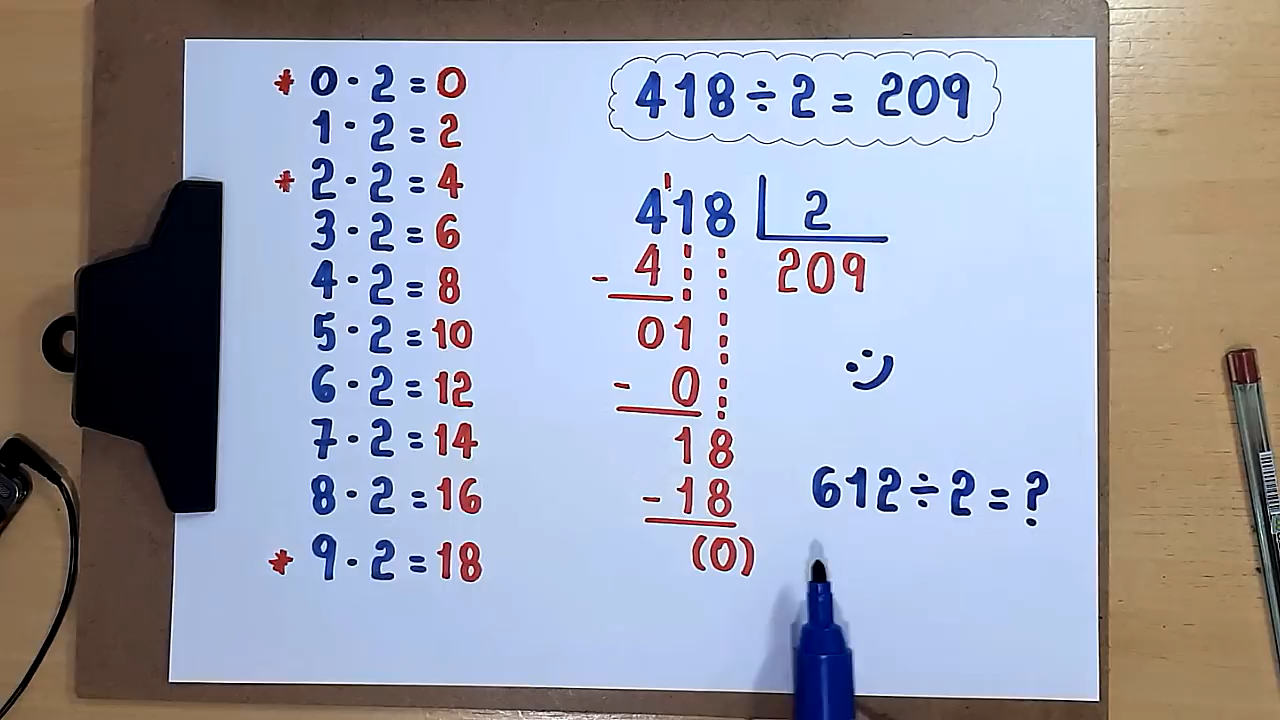 * 0 · 2 = 0
1 · 2 = 2
* 2 · 2 = 4
3 · 2 = 6
4 · 2 = 8
5 · 2 = 10
6 · 2 = 12
7 · 2 = 14
8 · 2 = 16
* 9 · 2 = 18
418 ÷ 2 = 209
4'18 2
- 4 209
01
- 0
18
- 18
(0)
:)
612 ÷ 2 = ?